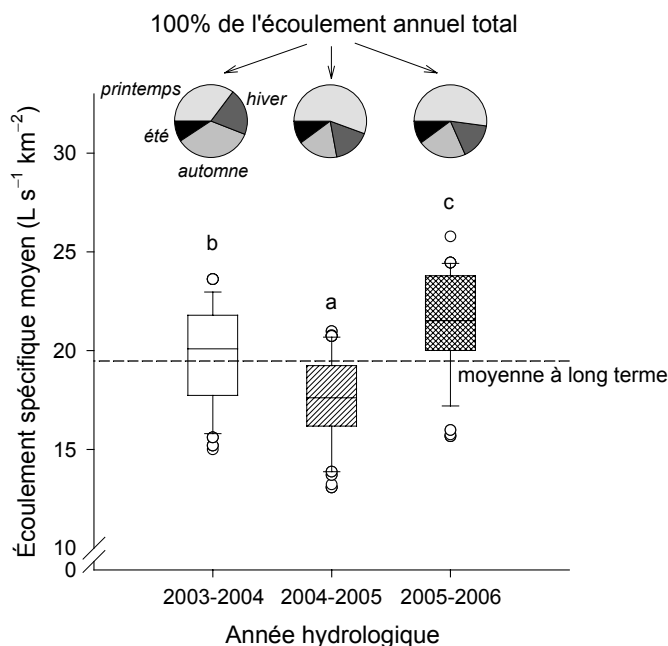 100% de l'écoulement annuel total
printemps
hiver
été
automne
Écoulement spécifique moyen (L s⁻¹ km⁻²)
30
25
20
15
10
0
b
a
c
moyenne à long terme
2003-2004
2004-2005
2005-2006
Année hydrologique